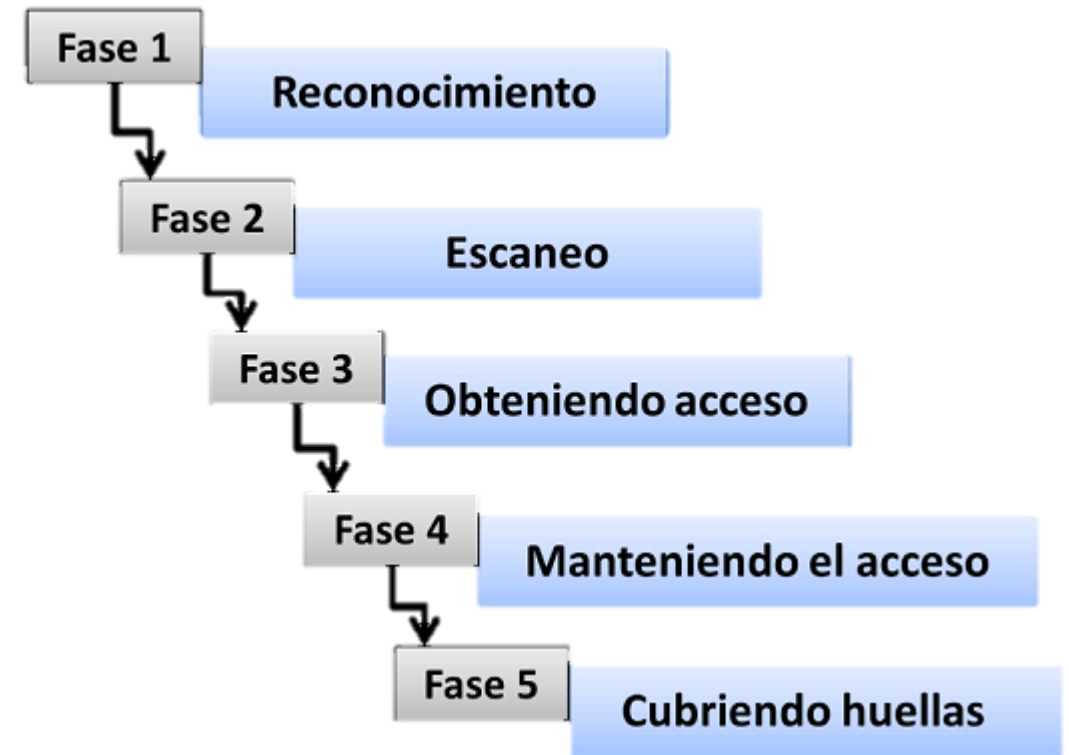 Fase 1
Reconocimiento
Fase 2
Escaneo
Fase 3
Obteniendo acceso
Fase 4
Manteniendo el acceso
Fase 5
Cubriendo huellas